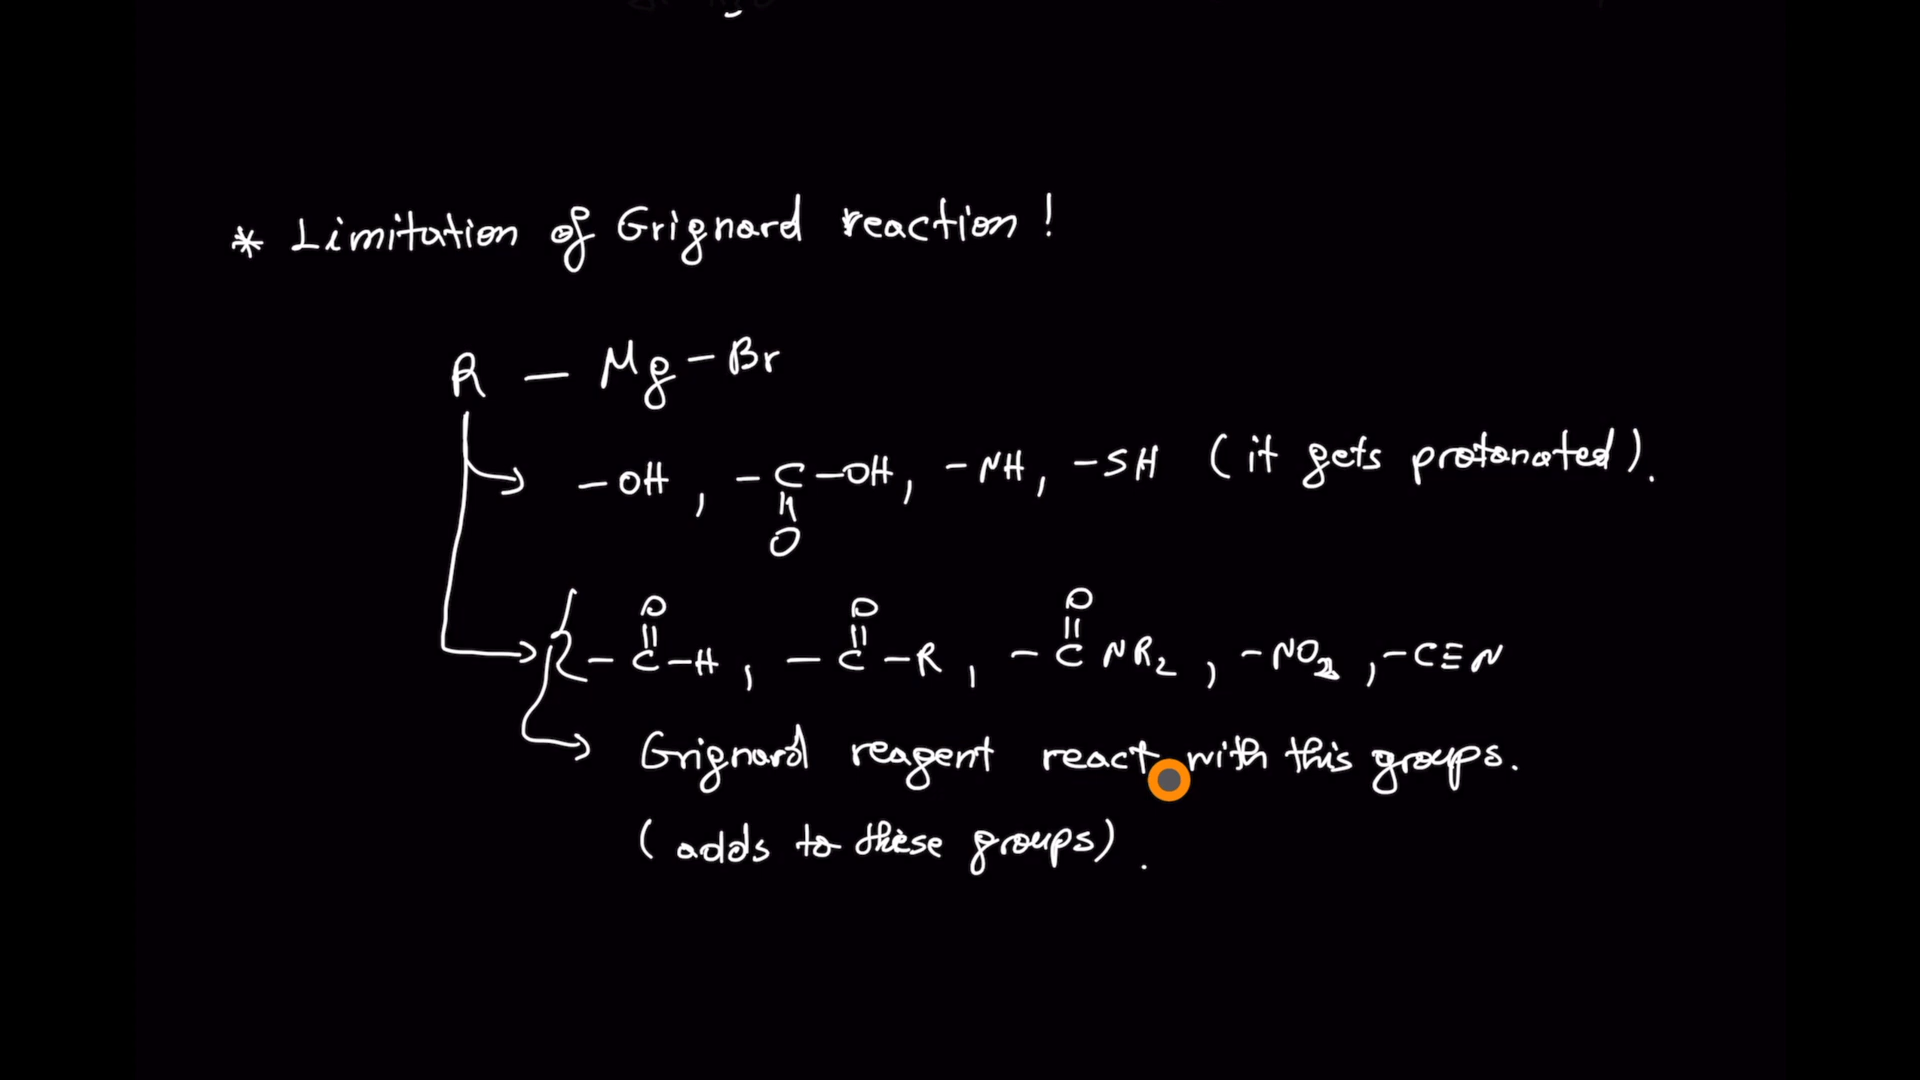 * Limitation of Grignard reaction!
R — Mg – Br
– OH , – C – OH , – NH , – SH (it gets protonated).
O
O O O
R – C – H , – C – R , – C NR₂ , – NO₂ , – C≡N
Grignard reagent react with this groups.
(adds to these groups).